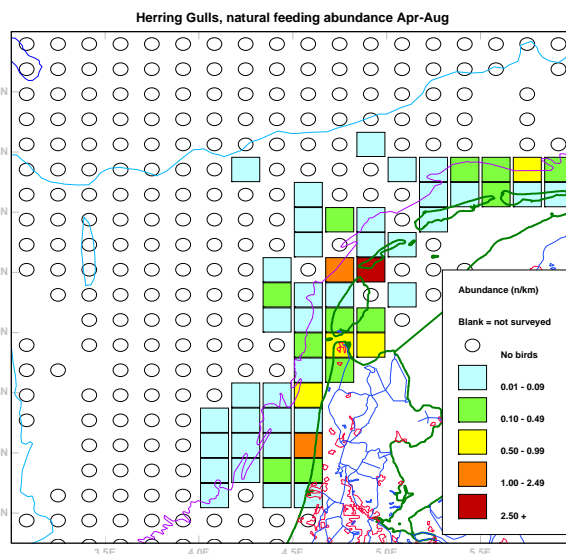 Herring Gulls, natural feeding abundance Apr-Aug
N
N
N
N
N
N
N
N
Abundance (n/km)
Blank = not surveyed
No birds
0.01 - 0.09
0.10 - 0.49
0.50 - 0.99
1.00 - 2.49
2.50 +
3.5E 4.0E 4.5E 5.0E 5.5E